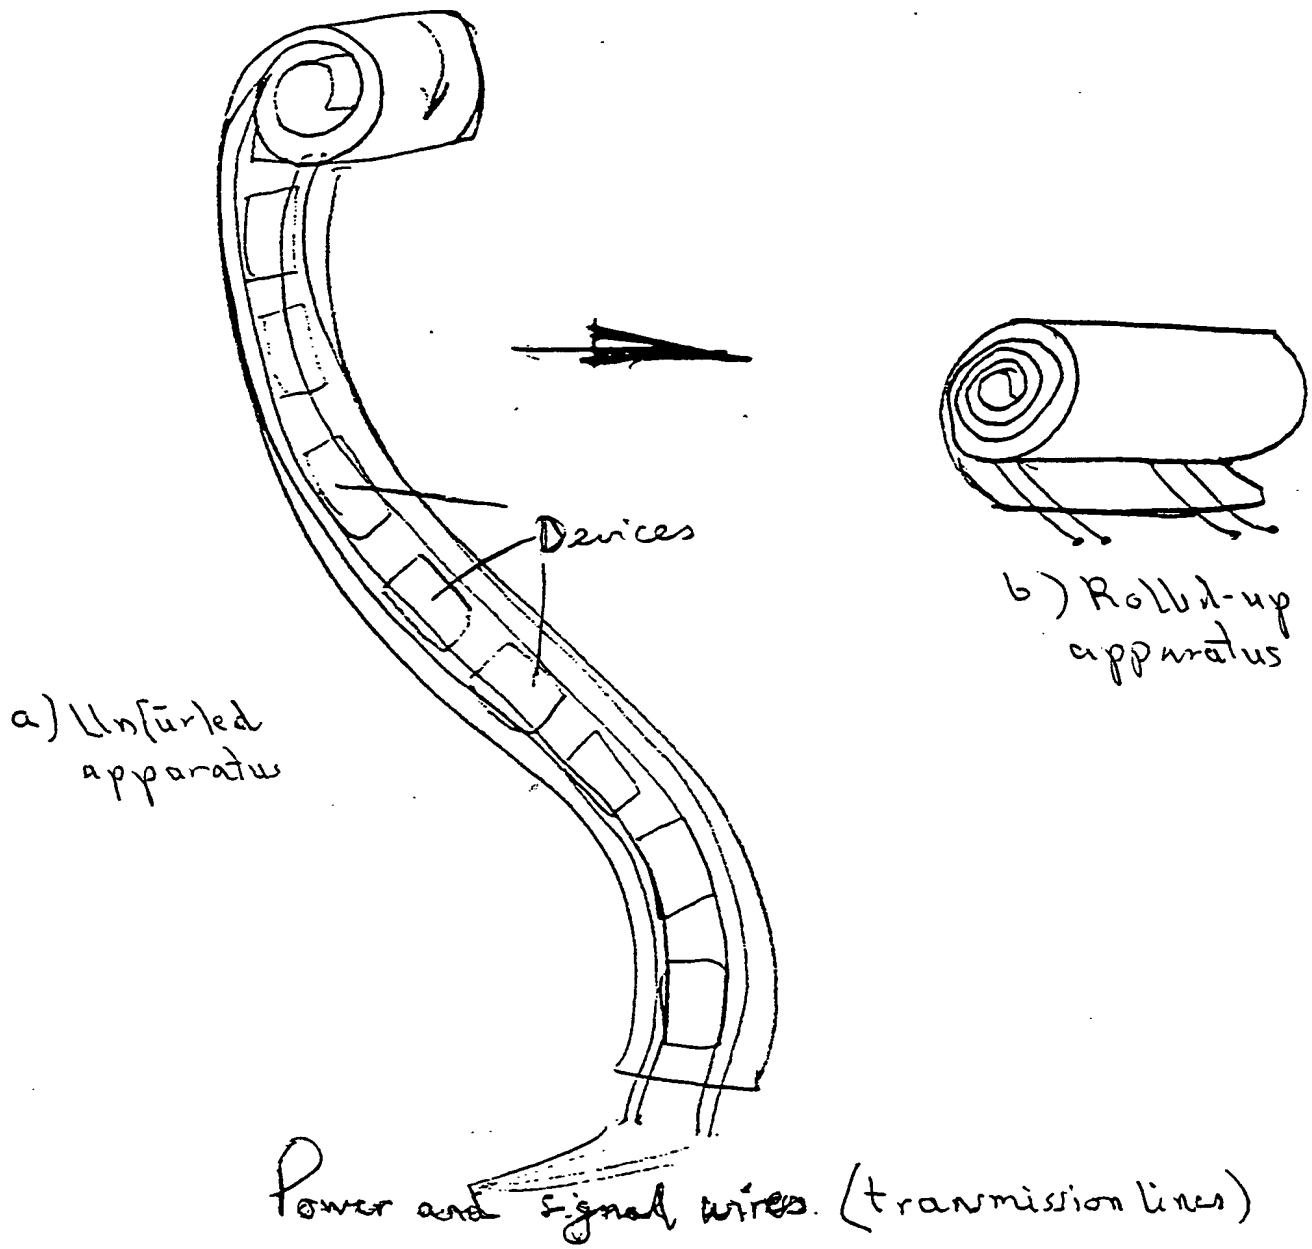 Devices
b) Rolled-up
apparatus
a) Unfurled
apparatus
Power and signal wires. (transmission lines)